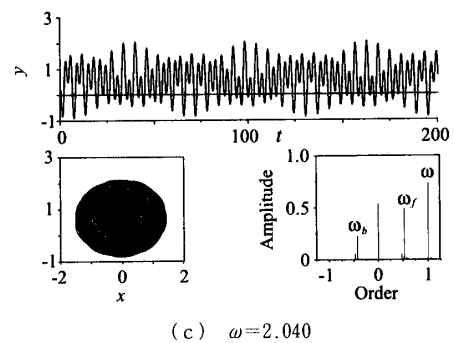 3
y
-1
0 100 t 200
3
1
-1
-2 0 2
x
1.0
Amplitude
0.5
0.0
ω
ω_f
ω_b
-1 0 1
Order
(c) ω=2.040